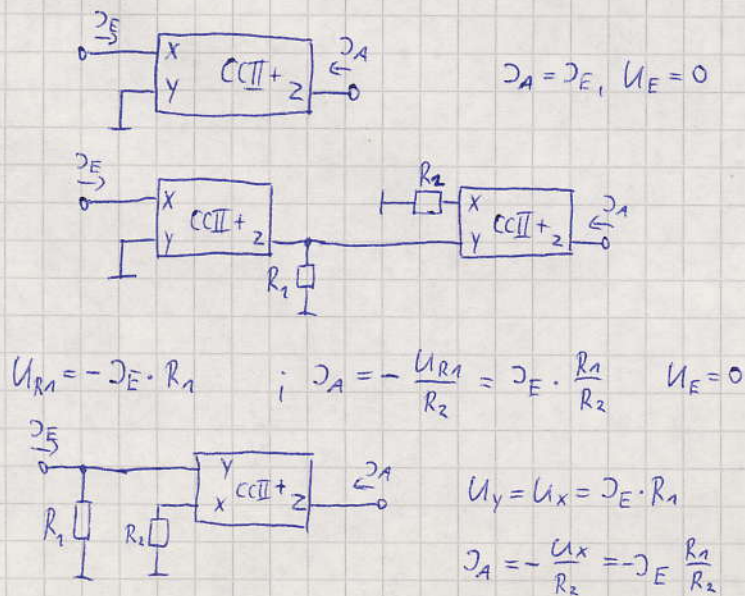 I_E
X
Y
CCII+
Z
I_A
I_A = I_E, U_E = 0
I_E
X
Y
CCII+
Z
R_1
R_2
X
Y
CCII+
Z
I_A
U_R1 = - I_E · R_1 ; I_A = - U_R1 / R_2 = I_E · R_1 / R_2 U_E = 0
I_E
R_1
R_2
Y
X
CCII+
Z
I_A
U_Y = U_X = I_E · R_1
I_A = - U_X / R_2 = - I_E R_1 / R_2